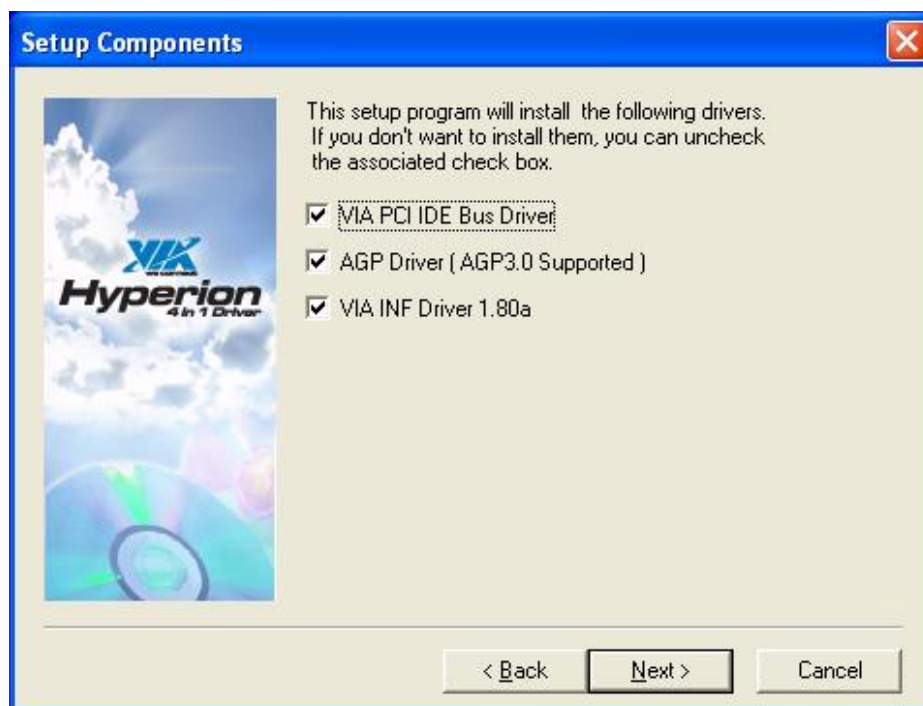 Setup Components
This setup program will install the following drivers.
If you don't want to install them, you can uncheck
the associated check box.
VIA PCI IDE Bus Driver
AGP Driver ( AGP3.0 Supported )
VIA INF Driver 1.80a
VIA
Hyperion
4 in 1 Driver
< Back
Next >
Cancel